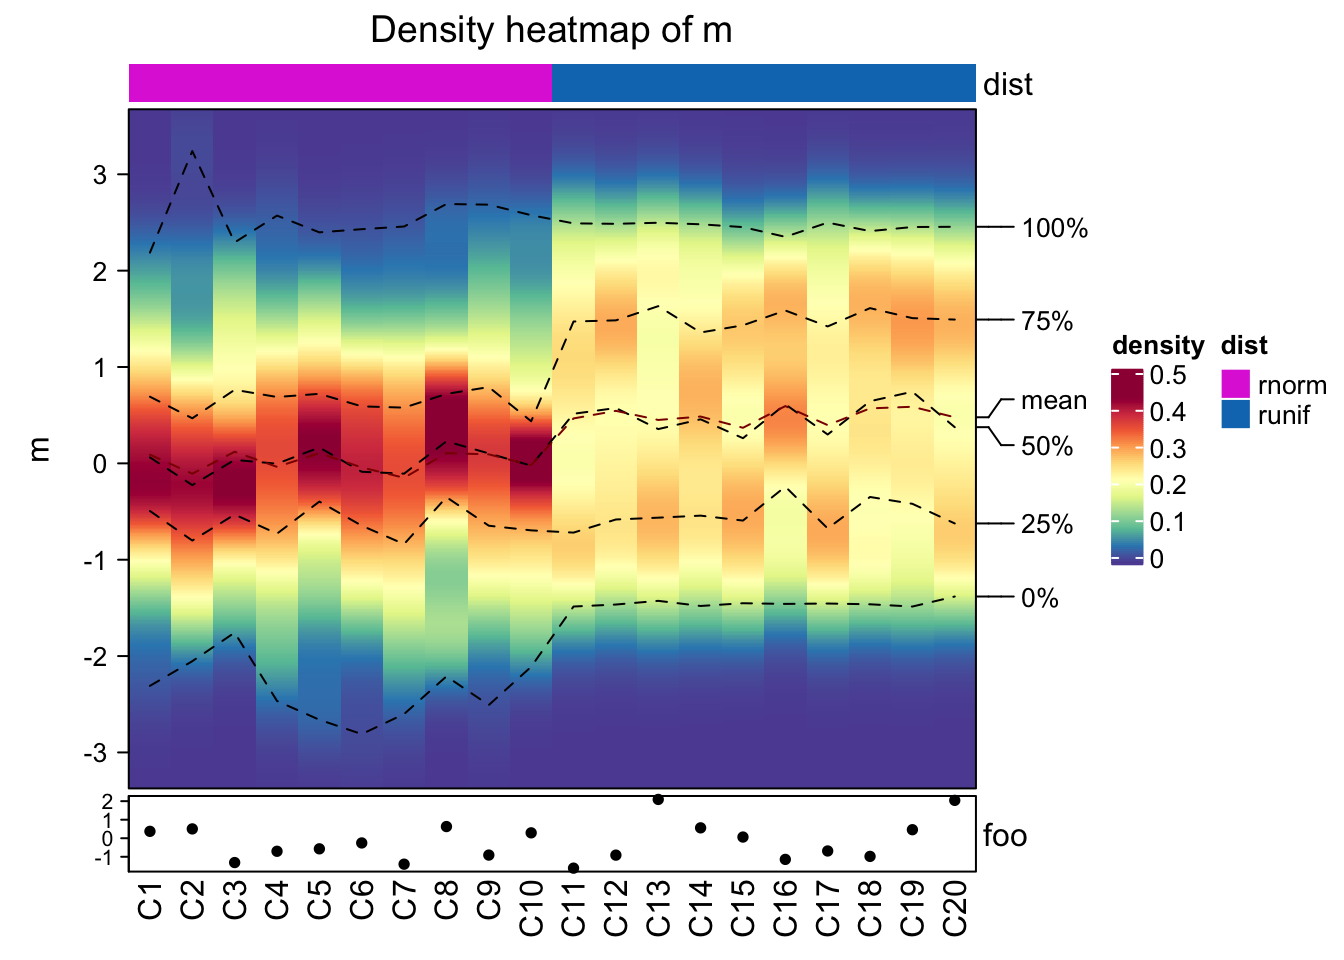 Density heatmap of m
dist
m
3
2
1
0
-1
-2
-3
100%
75%
mean
50%
25%
0%
density
0.5
0.4
0.3
0.2
0.1
0
dist
rnorm
runif
2
1
0
-1
foo
C1
C2
C3
C4
C5
C6
C7
C8
C9
C10
C11
C12
C13
C14
C15
C16
C17
C18
C19
C20